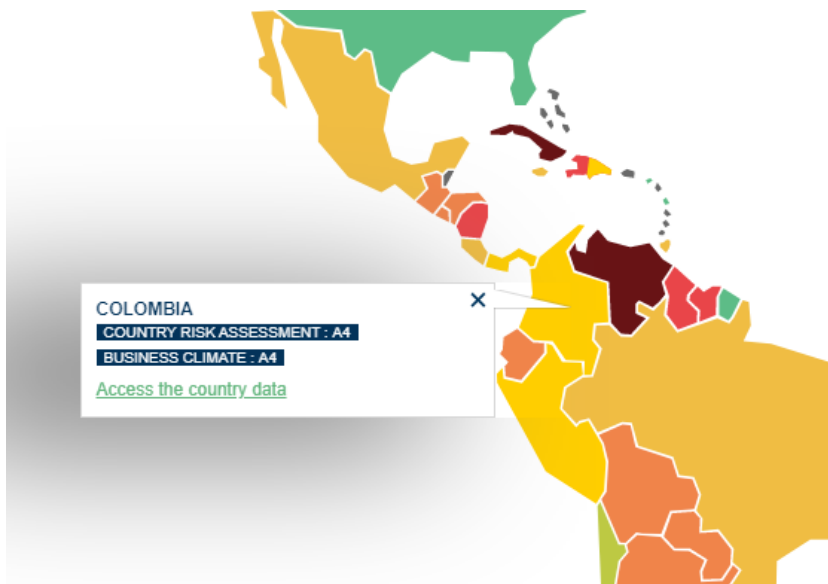 COLOMBIA
COUNTRY RISK ASSESSMENT : A4
BUSINESS CLIMATE : A4
Access the country data